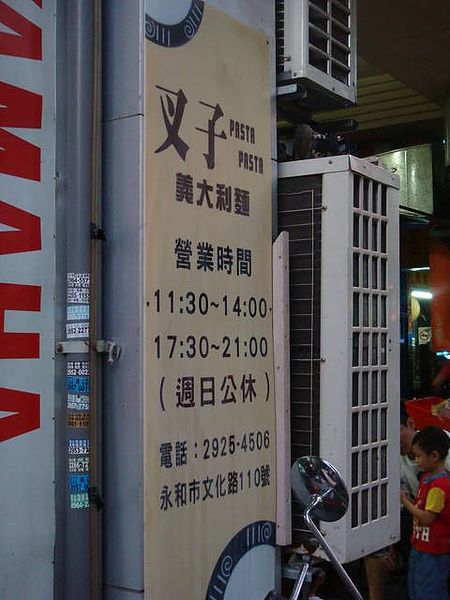 YAMAHA
叉子 PASTA PASTA
義大利麵
營業時間
·11:30~14:00·
17:30~21:00
(週日公休)
電話：2925-4506
永和市文化路110號